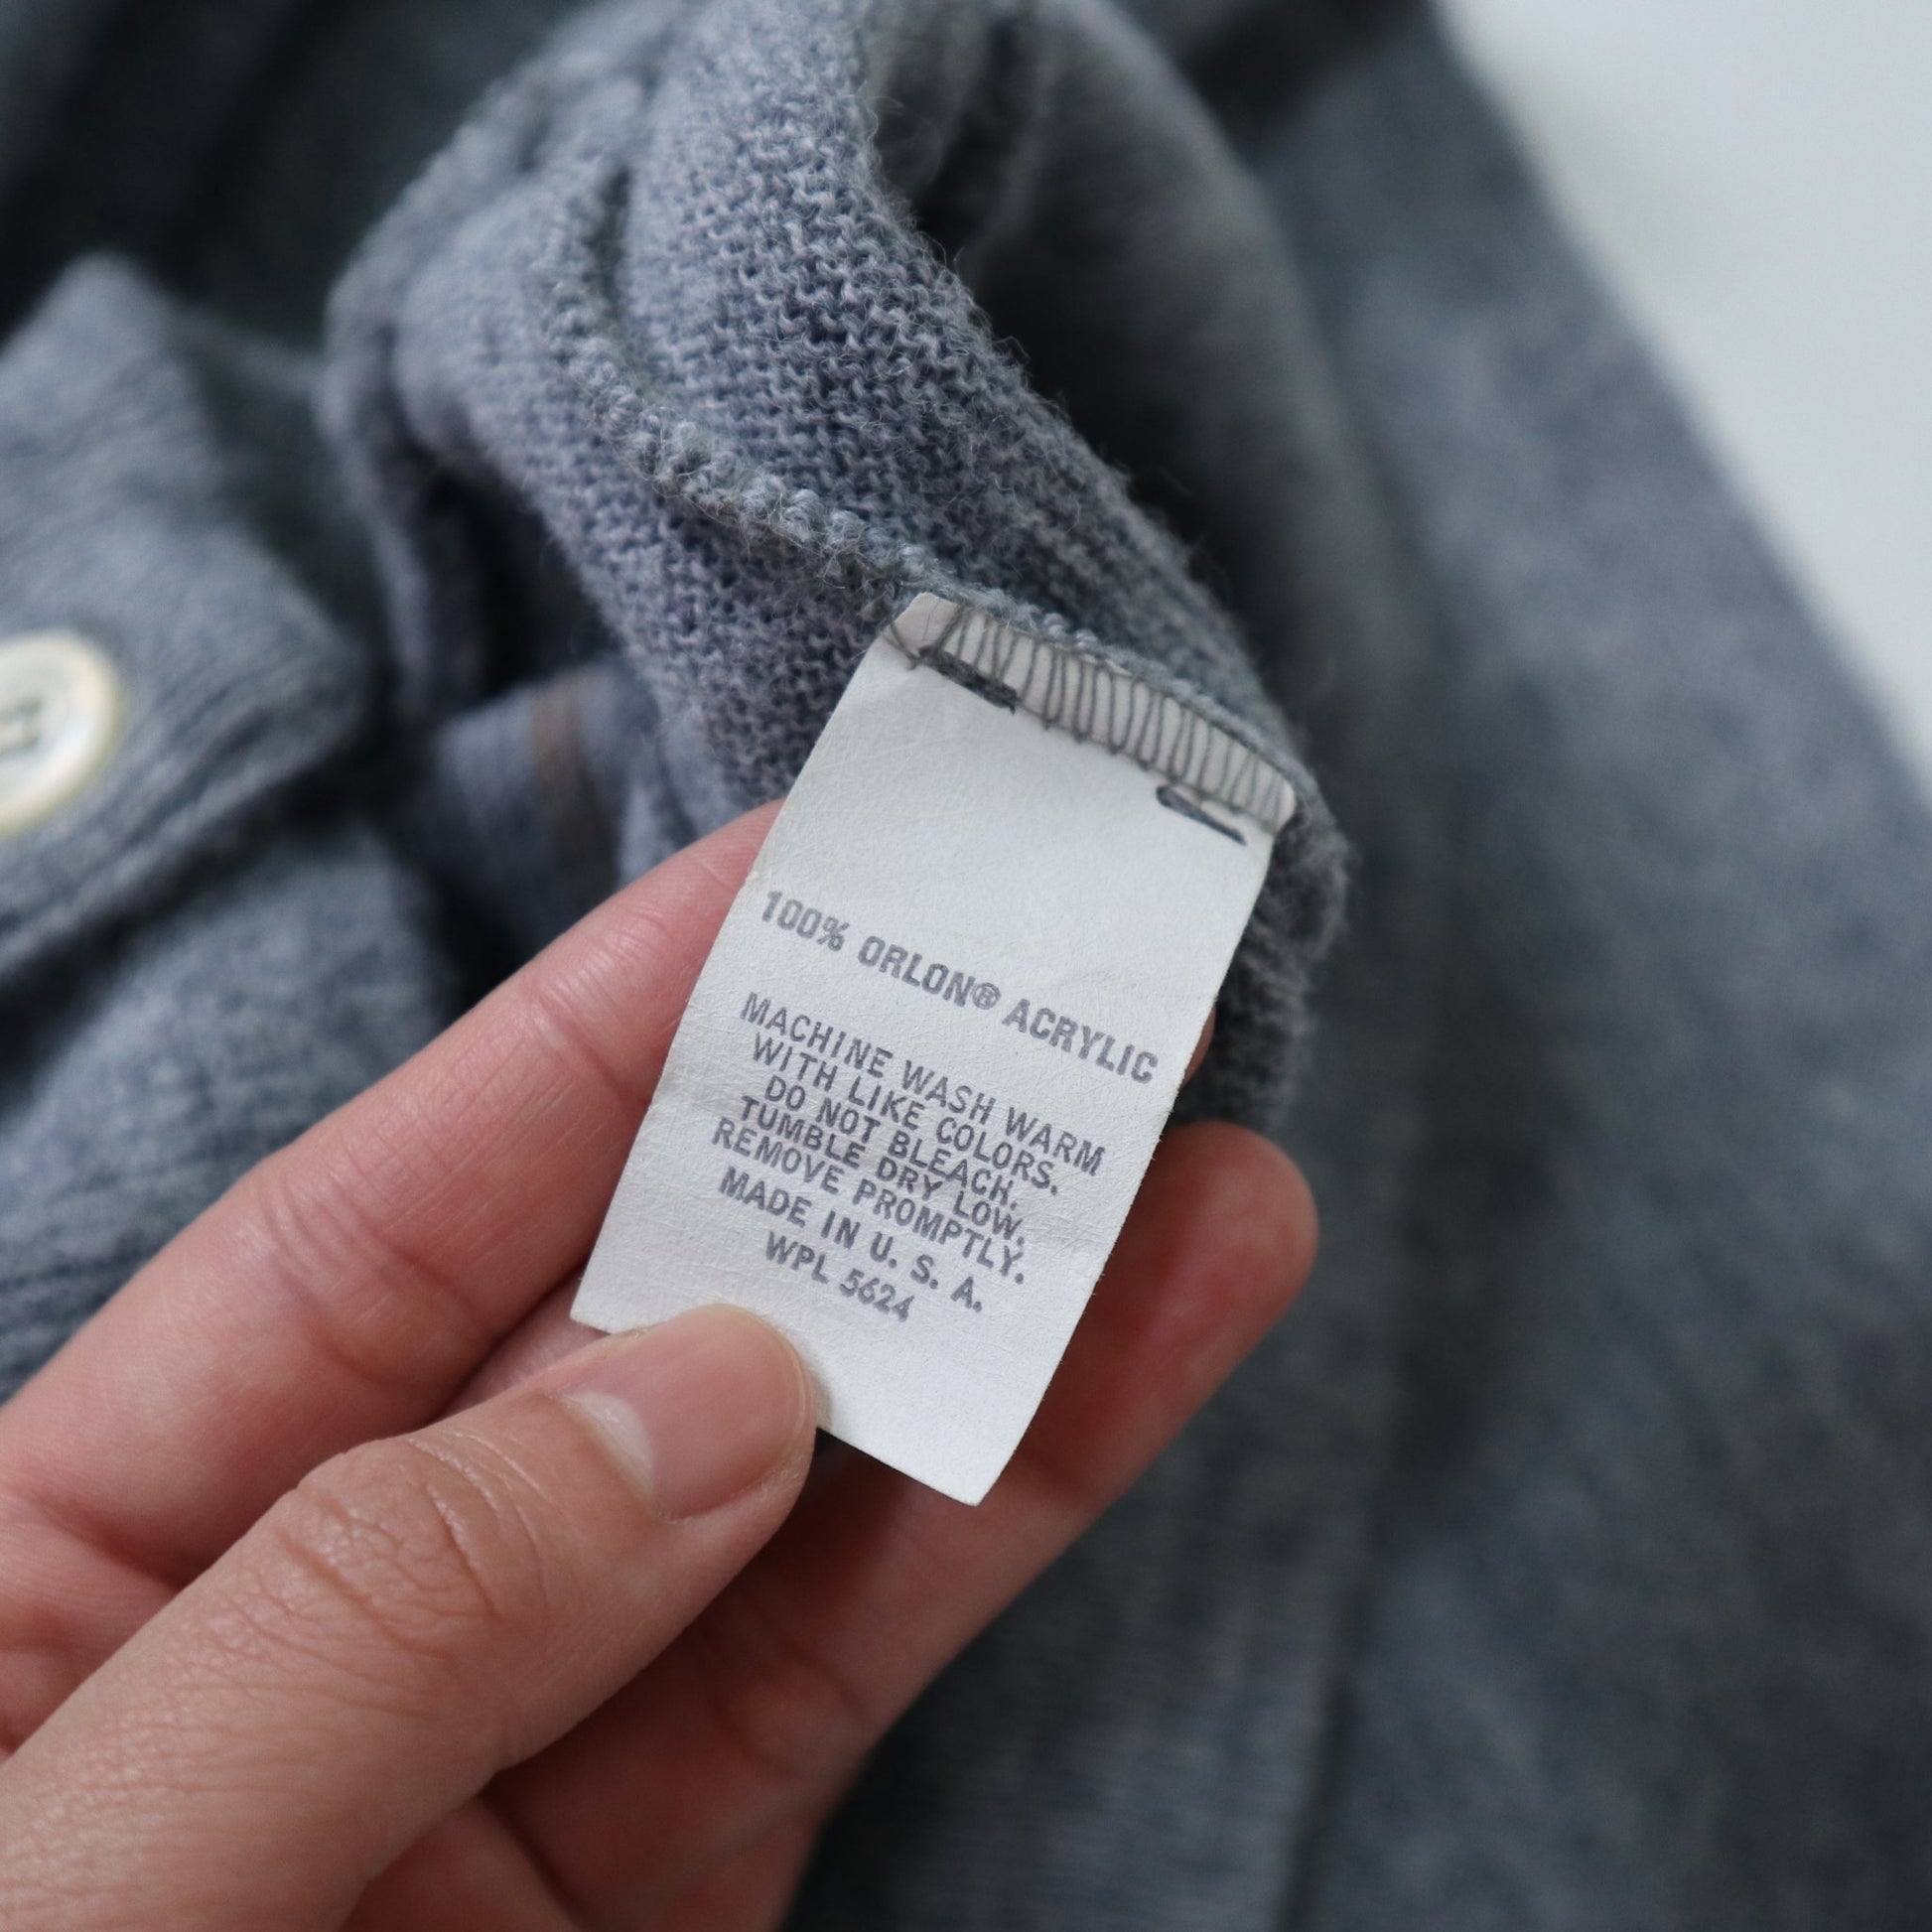 100% ORLON® ACRYLIC
MACHINE WASH WARM
WITH LIKE COLORS.
DO NOT BLEACH.
TUMBLE DRY LOW.
REMOVE PROMPTLY.
MADE IN U. S. A.
WPL 5624